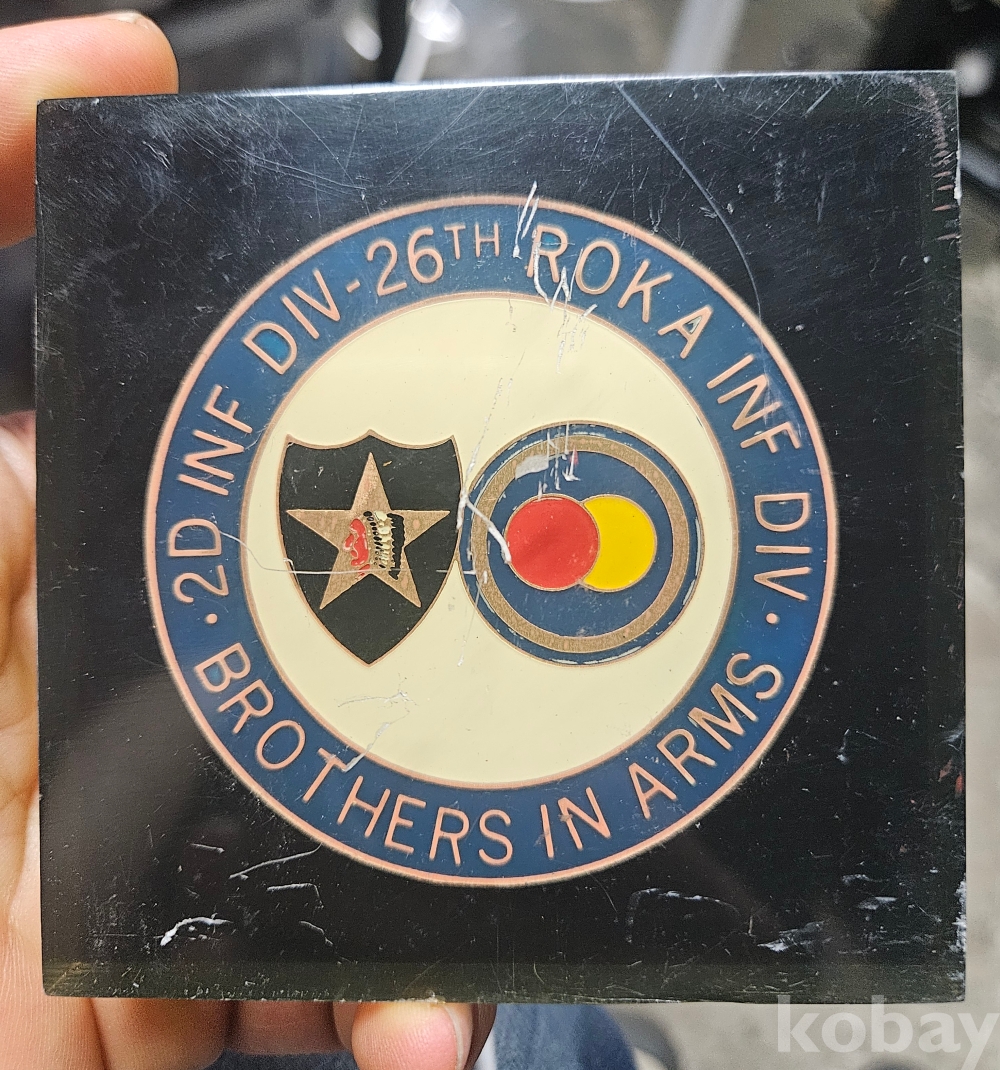 ·2D INF DIV-26TH ROKA INF DIV·
BROTHERS IN ARMS
kobay